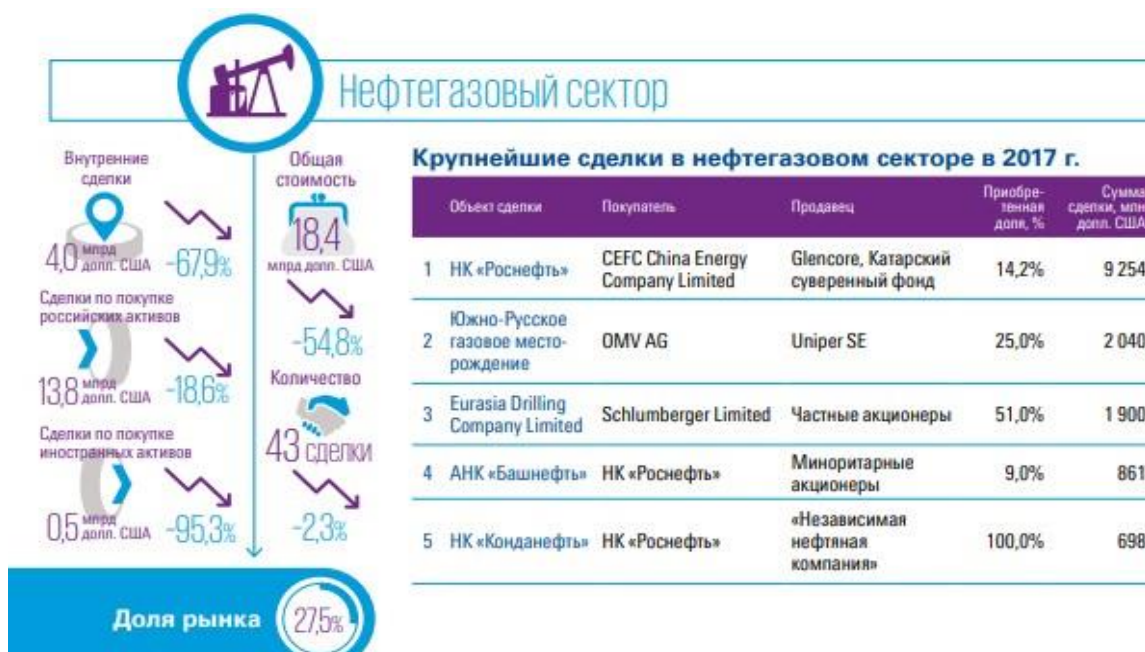 Нефтегазовый сектор
Внутренние
сделки
4,0 млрд
долл. США
-67,9%
Сделки по покупке
российских активов
13,8 млрд
долл. США
-18,6%
Сделки по покупке
иностранных активов
0,5 млрд
долл. США
-95,3%
Общая
стоимость
18,4
млрд долл. США
-54,8%
Количество
43 сделки
-2,3%
Доля рынка
27,5%
Крупнейшие сделки в нефтегазовом секторе в 2017 г.
Объект сделки
Покупатель
Продавец
Приобре-
тенная
доля, %
Сумма
сделки, млн
долл. США
1 НК «Роснефть»
CEFC China Energy
Company Limited
Glencore, Катарский
суверенный фонд
14,2%
9 254
2 Южно-Русское
газовое место-
рождение
OMV AG
Uniper SE
25,0%
2 040
3 Eurasia Drilling
Company Limited
Schlumberger Limited
Частные акционеры
51,0%
1 900
4 АНК «Башнефть»
НК «Роснефть»
Миноритарные
акционеры
9,0%
861
5 НК «Конданефть»
НК «Роснефть»
«Независимая
нефтяная
компания»
100,0%
698